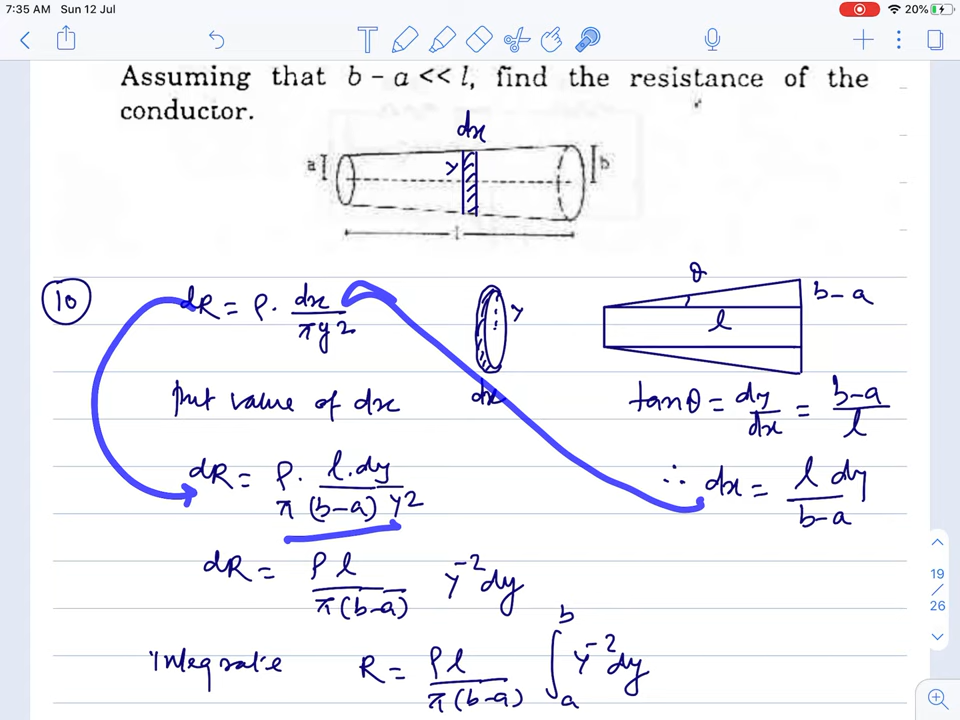 7:35 AM Sun 12 Jul 20%
Assuming that b - a << l, find the resistance of the
conductor.
dx
a y b
l
10 dR = ρ. dx / πy² y θ b-a l
dx
Put value of dx tanθ = dy/dx = b-a/l
dR = ρ. l.dy / π (b-a) y² ∴ dx = l dy / b-a
dR = ρl / π(b-a) y⁻² dy
19
/
26
Integrate R = ρl / π(b-a) ∫ₐᵇ y⁻² dy